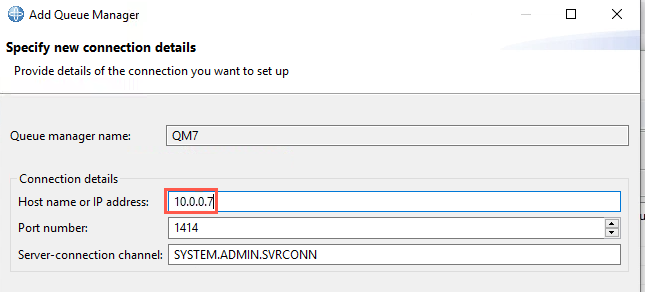 Add Queue Manager
Specify new connection details
Provide details of the connection you want to set up
Queue manager name: QM7
Connection details
Host name or IP address: 10.0.0.7
Port number: 1414
Server-connection channel: SYSTEM.ADMIN.SVRCONN